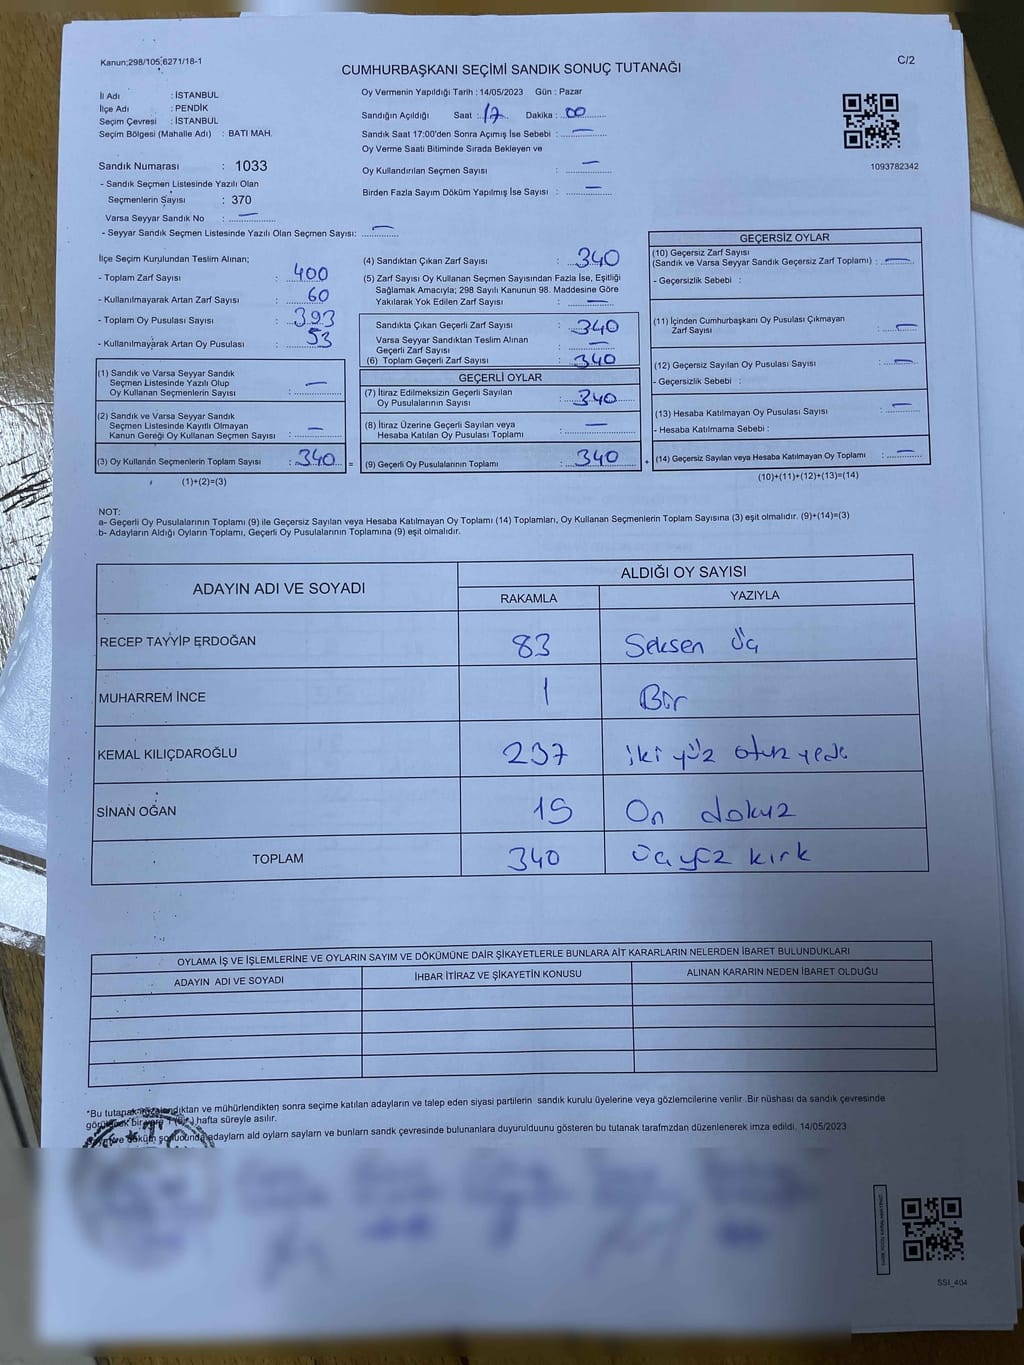 Kanun;298/105,6271/18-1
C/2
CUMHURBAŞKANI SEÇİMİ SANDIK SONUÇ TUTANAĞI
İl Adı : İSTANBUL
İlçe Adı : PENDİK
Seçim Çevresi : İSTANBUL
Seçim Bölgesi (Mahalle Adı) : BATI MAH.
Sandık Numarası : 1033
- Sandık Seçmen Listesinde Yazılı Olan
Seçmenlerin Sayısı : 370
Varsa Seyyar Sandık No : —
- Seyyar Sandık Seçmen Listesinde Yazılı Olan Seçmen Sayısı: —
Oy Vermenin Yapıldığı Tarih : 14/05/2023 Gün : Pazar
Sandığın Açıldığı Saat : 17 Dakika : 00
Sandık Saat 17:00'den Sonra Açımış İse Sebebi : —
Oy Verme Saati Bitiminde Sırada Bekleyen ve
Oy Kullandırılan Seçmen Sayısı : —
Birden Fazla Sayım Döküm Yapılmış İse Sayısı : —
1093782342
İlçe Seçim Kurulundan Teslim Alınan;
- Toplam Zarf Sayısı : 400
- Kullanılmayarak Artan Zarf Sayısı : 60
- Toplam Oy Pusulası Sayısı : 393
- Kullanılmayarak Artan Oy Pusulası : 53
(1) Sandık ve Varsa Seyyar Sandık
Seçmen Listesinde Yazılı Olup
Oy Kullanan Seçmenlerin Sayısı : —
(2) Sandık ve Varsa Seyyar Sandık
Seçmen Listesinde Kayıtlı Olmayan
Kanun Gereği Oy Kullanan Seçmen Sayısı : —
(3) Oy Kullanan Seçmenlerin Toplam Sayısı : 340 =
(1)+(2)=(3)
(4) Sandıktan Çıkan Zarf Sayısı : 340
(5) Zarf Sayısı Oy Kullanan Seçmen Sayısından Fazla İse, Eşitliği
Sağlamak Amacıyla; 298 Sayılı Kanunun 98. Maddesine Göre
Yakılarak Yok Edilen Zarf Sayısı : —
Sandıkta Çıkan Geçerli Zarf Sayısı : 340
Varsa Seyyar Sandıktan Teslim Alınan
Geçerli Zarf Sayısı : —
(6) Toplam Geçerli Zarf Sayısı : 340
GEÇERLİ OYLAR
(7) İtiraz Edilmeksizin Geçerli Sayılan
Oy Pusulalarının Sayısı : 340
(8) İtiraz Üzerine Geçerli Sayılan veya
Hesaba Katılan Oy Pusulası Toplamı : —
(9) Geçerli Oy Pusulalarının Toplamı : 340 +
GEÇERSİZ OYLAR
(10) Geçersiz Zarf Sayısı
(Sandık ve Varsa Seyyar Sandık Geçersiz Zarf Toplamı) : —
- Geçersizlik Sebebi :
(11) İçinden Cumhurbaşkanı Oy Pusulası Çıkmayan
Zarf Sayısı : —
(12) Geçersiz Sayılan Oy Pusulası Sayısı : —
- Geçersizlik Sebebi :
(13) Hesaba Katılmayan Oy Pusulası Sayısı : —
- Hesaba Katılmama Sebebi :
(14) Geçersiz Sayılan veya Hesaba Katılmayan Oy Toplamı : —
(10)+(11)+(12)+(13)=(14)
NOT:
a- Geçerli Oy Pusulalarının Toplamı (9) ile Geçersiz Sayılan veya Hesaba Katılmayan Oy Toplamı (14) Toplamları, Oy Kullanan Seçmenlerin Toplam Sayısına (3) eşit olmalıdır. (9)+(14)=(3)
b- Adayların Aldığı Oyların Toplamı, Geçerli Oy Pusulalarının Toplamına (9) eşit olmalıdır.
ADAYIN ADI VE SOYADI
ALDIĞI OY SAYISI
RAKAMLA YAZIYLA
RECEP TAYYİP ERDOĞAN 83 Seksen üç
MUHARREM İNCE 1 Bir
KEMAL KILIÇDAROĞLU 237 iki yüz otuz yedi
SİNAN OĞAN 19 On dokuz
TOPLAM 340 üçyüz kırk
OYLAMA İŞ VE İŞLEMLERİNE VE OYLARIN SAYIM VE DÖKÜMÜNE DAİR ŞİKAYETLERLE BUNLARA AİT KARARLARIN NELERDEN İBARET BULUNDUKLARI
ADAYIN ADI VE SOYADI İHBAR İTİRAZ VE ŞİKAYETİN KONUSU ALINAN KARARIN NEDEN İBARET OLDUĞU
*Bu tutanak düzenlendıktan ve mühürlendikten sonra seçime katılan adayların ve talep eden siyasi partilerin sandık kurulu üyelerine veya gözlemcilerine verilir .Bir nüshası da sandık çevresinde
görülecek bir yere 1 (Bir) hafta süreyle asılır.
Sayım ve döküm sonucunda adayların ald oyların sayları ve bunların sandk çevresinde bulunanlara duyurulduunu gösteren bu tutanak tarafmzdan düzenlenerek imza edildi. 14/05/2023
SSI_404